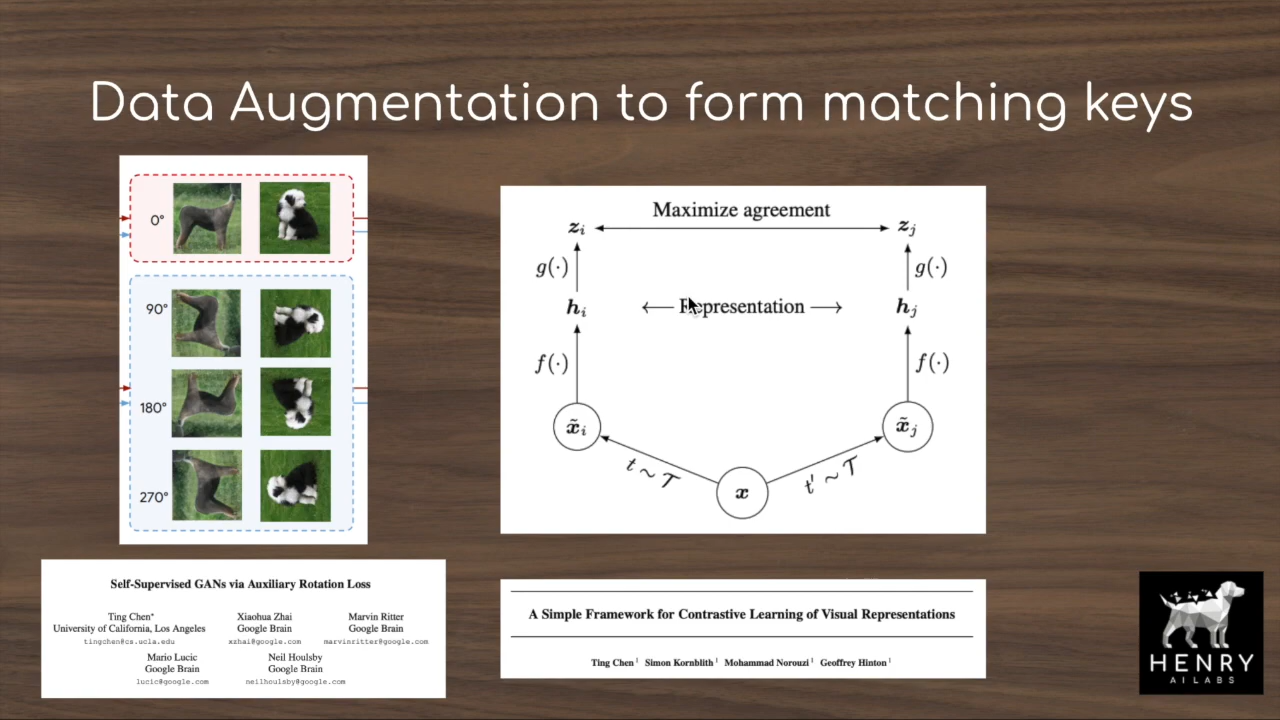 Data Augmentation to form matching keys
0°
90°
180°
270°
Maximize agreement
z_i
z_j
g(·)
g(·)
h_i
← Representation →
h_j
f(·)
f(·)
x̃_i
x̃_j
t ~ T
t' ~ T
x
Self-Supervised GANs via Auxiliary Rotation Loss
Ting Chen* Xiaohua Zhai Marvin Ritter
University of California, Los Angeles Google Brain Google Brain
tingchen@cs.ucla.edu xzhai@google.com marvinritter@google.com
Mario Lucic Neil Houlsby
Google Brain Google Brain
lucic@google.com neilhoulsby@google.com
A Simple Framework for Contrastive Learning of Visual Representations
Ting Chen¹ Simon Kornblith¹ Mohammad Norouzi¹ Geoffrey Hinton¹
HENRY
AI LABS